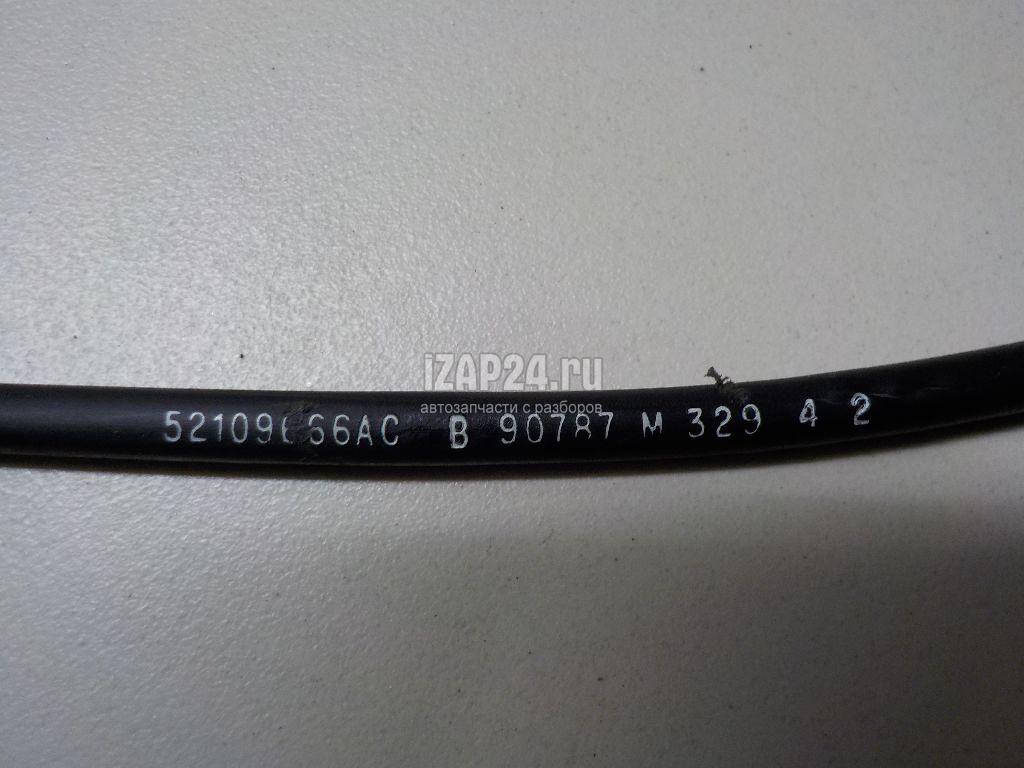 iZAP24.ru
автозапчасти с разборов
B 90787 M 329 4 2